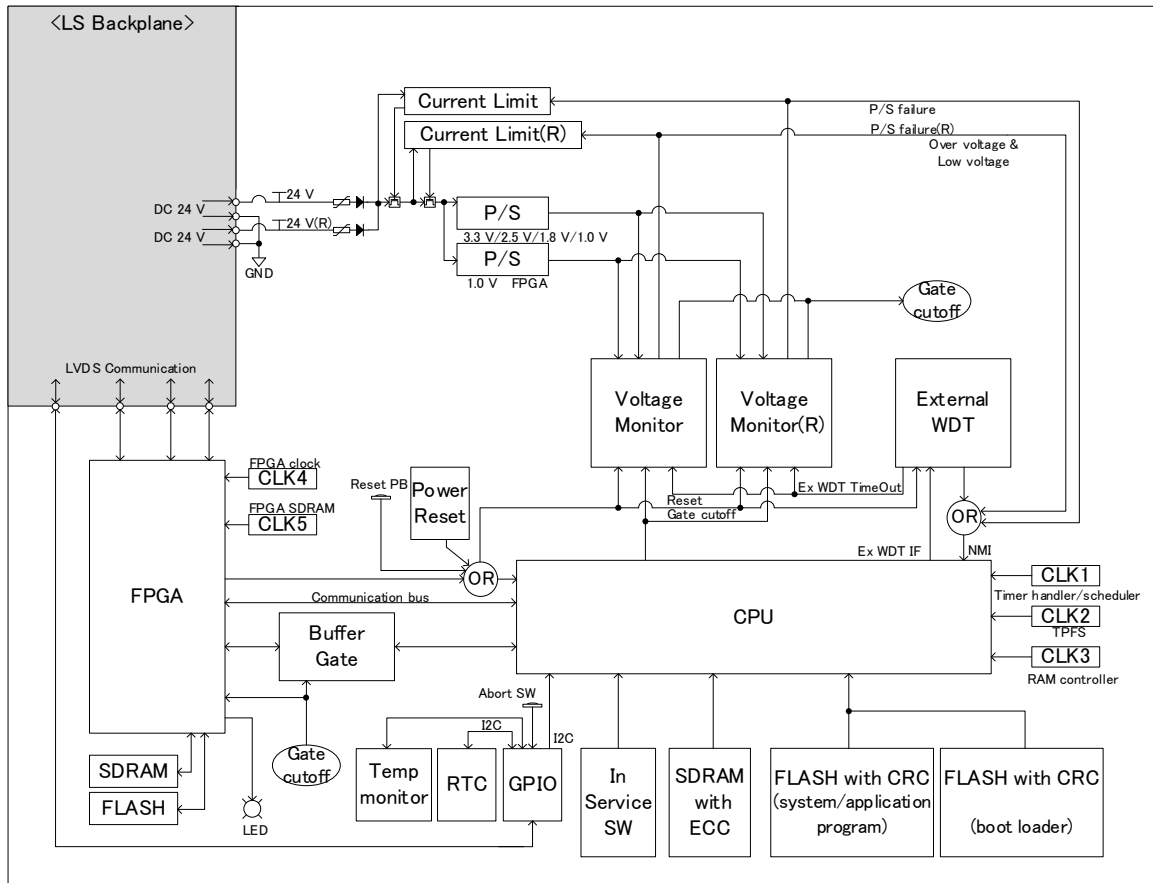 <LS Backplane>
Current Limit
P/S failure
Current Limit(R)
P/S failure(R)
Over voltage &
Low voltage
24 V
DC 24 V
24 V(R)
DC 24 V
GND
P/S
3.3 V/2.5 V/1.8 V/1.0 V
P/S
1.0 V FPGA
Gate
cutoff
LVDS Communication
Voltage
Monitor
Voltage
Monitor(R)
External
WDT
FPGA clock
CLK4
FPGA SDRAM
CLK5
Reset PB
Power
Reset
Ex WDT TimeOut
Reset
Gate cutoff
OR
OR
Ex WDT IF
NMI
FPGA
Communication bus
CPU
CLK1
Timer handler/scheduler
CLK2
TPFS
CLK3
RAM controller
Buffer
Gate
Abort SW
I2C
I2C
Gate
cutoff
SDRAM
FLASH
LED
Temp
monitor
RTC
GPIO
In
Service
SW
SDRAM
with
ECC
FLASH with CRC
(system/application
program)
FLASH with CRC
(boot loader)